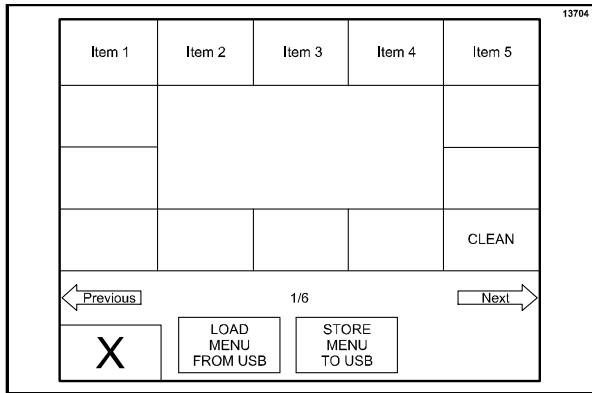 13704
Item 1 Item 2 Item 3 Item 4 Item 5
CLEAN
Previous 1/6 Next
X
LOAD
MENU
FROM USB
STORE
MENU
TO USB